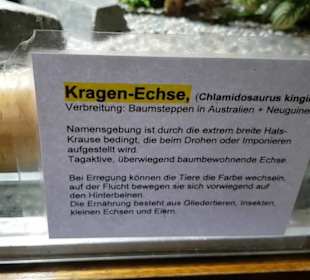 Kragen-Echse, (Chlamidosaurus kingii
Verbreitung: Baumsteppen in Australien + Neuguine
Namensgebung ist durch die extrem breite Hals-
Krause bedingt, die beim Drohen oder Imponieren
aufgestellt wird.
Tagaktive, überwiegend baumbewohnende Echse.
Bei Erregung können die Tiere die Farbe wechseln,
auf der Flucht bewegen sie sich vorwiegend auf
den Hinterbeinen.
Die Ernährung besteht aus Gliedertieren, Insekten,
kleinen Echsen und Eiern.